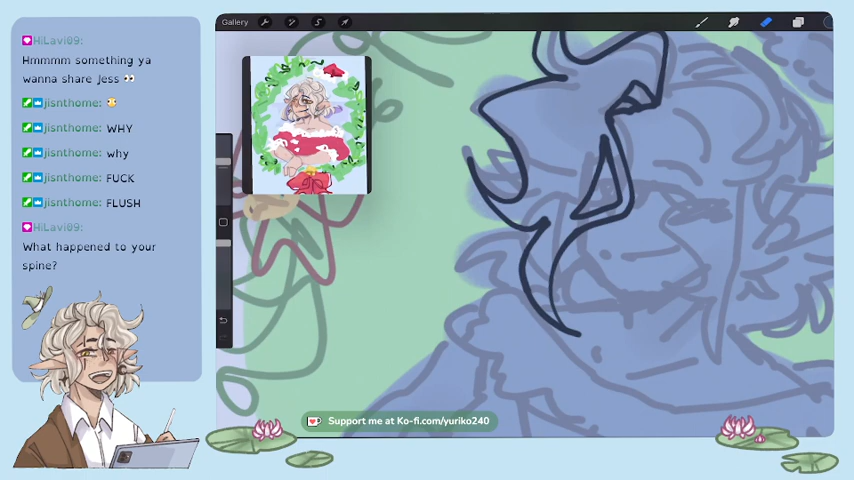 HiLavi09:
Hmmmm something ya
wanna share Jess 👀
jisnthome:
jisnthome: WHY
jisnthome: why
jisnthome: FUCK
jisnthome: FLUSH
HiLavi09:
What happened to your
spine?
Gallery
Support me at Ko-fi.com/yuriko240